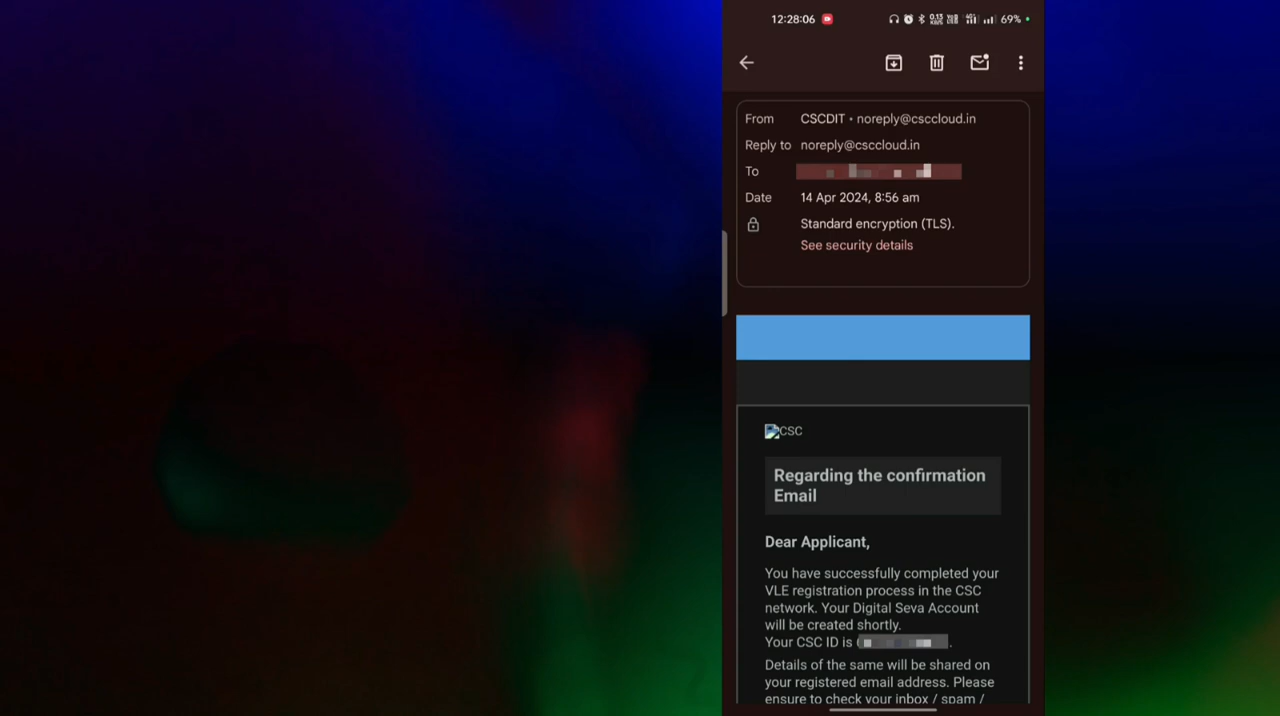 12:28:06 0.13 KB/S 4G 69%
From CSCDIT • noreply@csccloud.in
Reply to noreply@csccloud.in
To
Date 14 Apr 2024, 8:56 am
Standard encryption (TLS).
See security details
CSC
Regarding the confirmation
Email
Dear Applicant,
You have successfully completed your
VLE registration process in the CSC
network. Your Digital Seva Account
will be created shortly.
Your CSC ID is
Details of the same will be shared on
your registered email address. Please
ensure to check your inbox / spam /